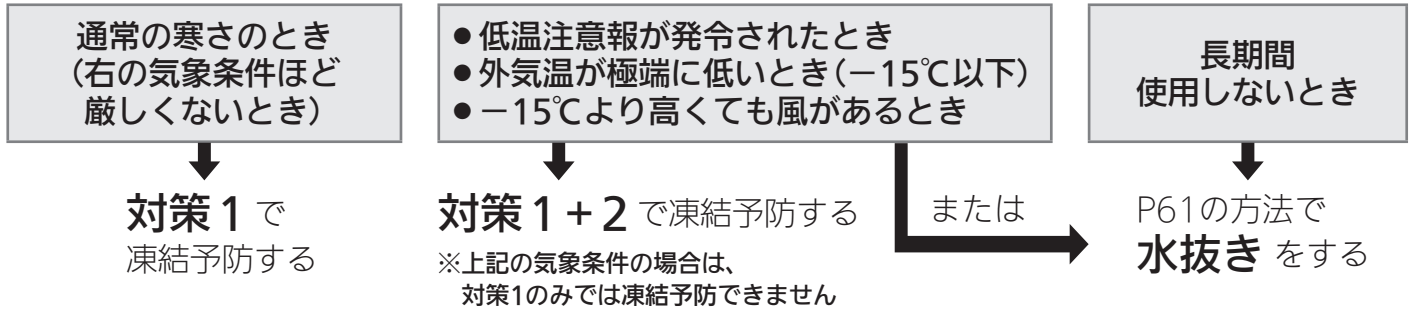 通常の寒さのとき
(右の気象条件ほど
厳しくないとき)
●低温注意報が発令されたとき
●外気温が極端に低いとき(−15℃以下)
●−15℃より高くても風があるとき
長期間
使用しないとき
対策1で
凍結予防する
対策1+2で凍結予防する
※上記の気象条件の場合は、
対策1のみでは凍結予防できません
または
P61の方法で
水抜きをする